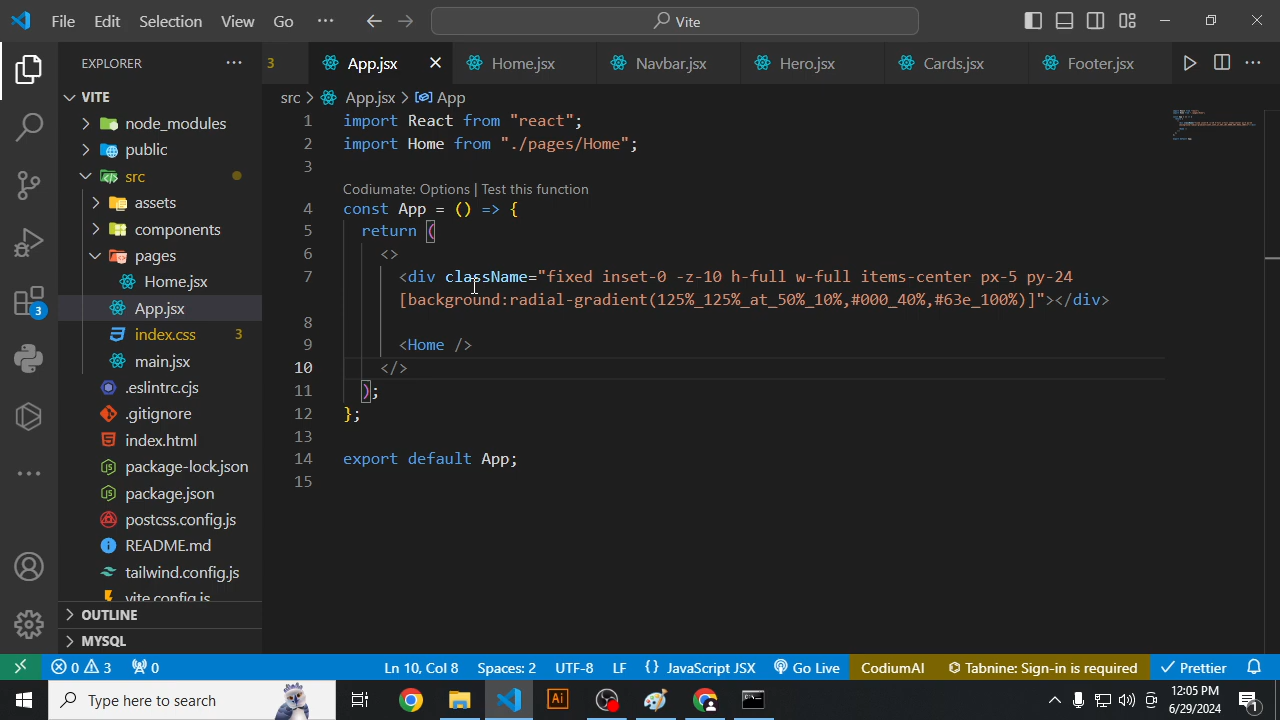 File Edit Selection View Go ··· Vite
EXPLORER ···
3 App.jsx Home.jsx Navbar.jsx Hero.jsx Cards.jsx Footer.jsx ···
VITE
node_modules
public
src
assets
components
pages
Home.jsx
App.jsx
index.css 3
main.jsx
.eslintrc.cjs
.gitignore
index.html
package-lock.json
package.json
postcss.config.js
README.md
tailwind.config.js
vite.config.js
OUTLINE
MYSQL
3
src > App.jsx > App
1 import React from "react";
2 import Home from "./pages/Home";
3
Codiumate: Options | Test this function
4 const App = () => {
5 return (
6 <>
7 <div className="fixed inset-0 -z-10 h-full w-full items-center px-5 py-24
[background:radial-gradient(125%_125%_at_50%_10%,#000_40%,#63e_100%)]"></div>
8
9 <Home />
10 </>
11 );
12 };
13
14 export default App;
15
0 3 0 Ln 10, Col 8 Spaces: 2 UTF-8 LF {} JavaScript JSX Go Live CodiumAI Tabnine: Sign-in is required Prettier
Type here to search
Ai
12:05 PM
6/29/2024
1